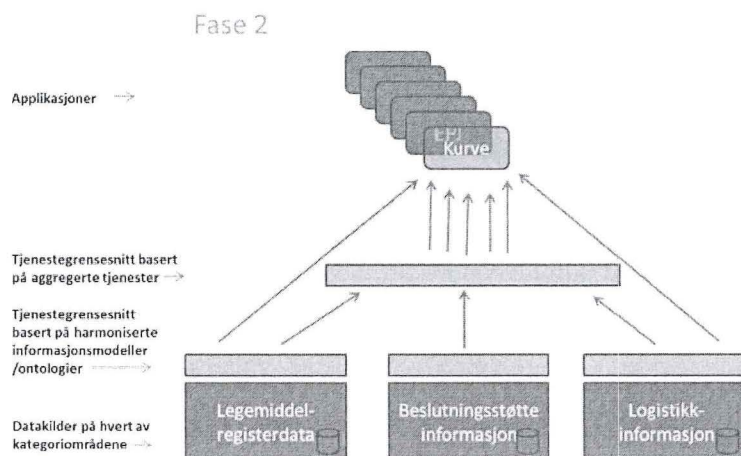 Fase 2
Applikasjoner
EPJ
Kurve
Tjenestegrensesnitt basert
på aggregerte tjenester
Tjenestegrensesnitt
basert på harmoniserte
informasjonsmodeller
/ontologier
Datakilder på hvert av
kategoriområdene
Legemiddel-
registerdata
Beslutningsstøtte
informasjon
Logistikk-
informasjon